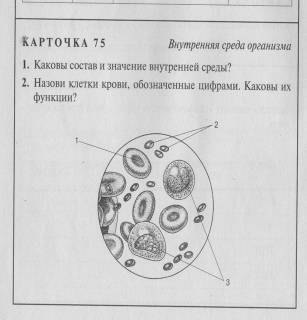 КАРТОЧКА 75 Внутренняя среда организма
1. Каковы состав и значение внутренней среды?
2. Назови клетки крови, обозначенные цифрами. Каковы их
функции?
2
1
3